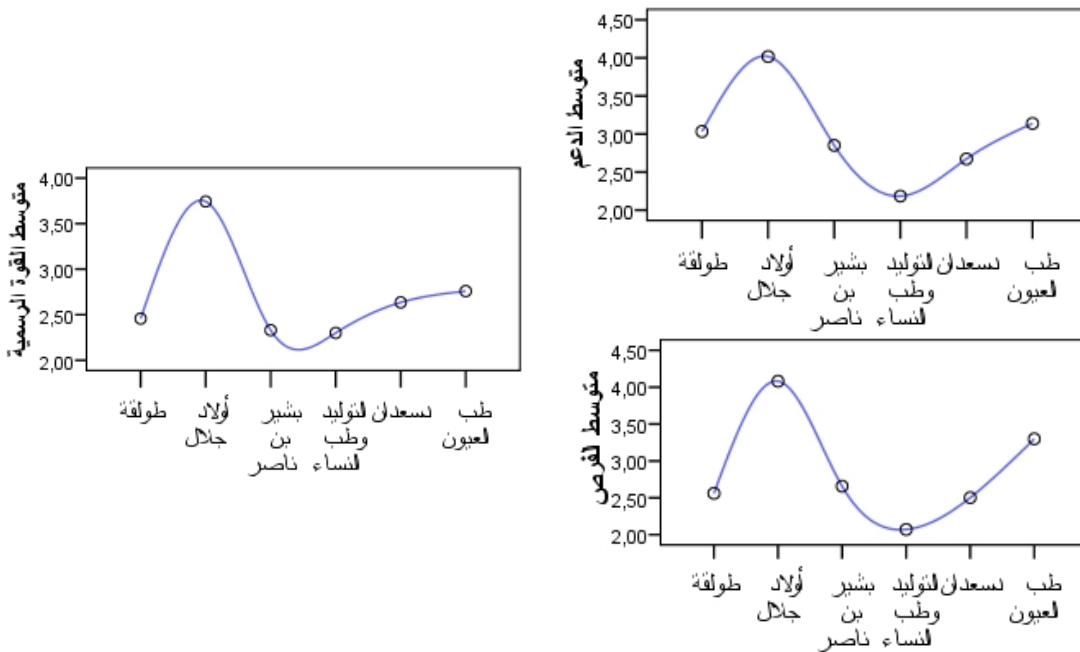 4,50
4,00
3,50
3,00
2,50
2,00
متوسط الدعم
طولقة
أولاد
جلال
بشير
بن
ناصر
التوليد
وطب
النساء
سعدان
طب
العيون
4,00
3,50
3,00
2,50
2,00
متوسط القوة الرسمية
طولقة
أولاد
جلال
بشير
بن
ناصر
التوليد
وطب
النساء
سعدان
طب
العيون
4,50
4,00
3,50
3,00
2,50
2,00
متوسط الفرص
طولقة
أولاد
جلال
بشير
بن
ناصر
التوليد
وطب
النساء
سعدان
طب
العيون